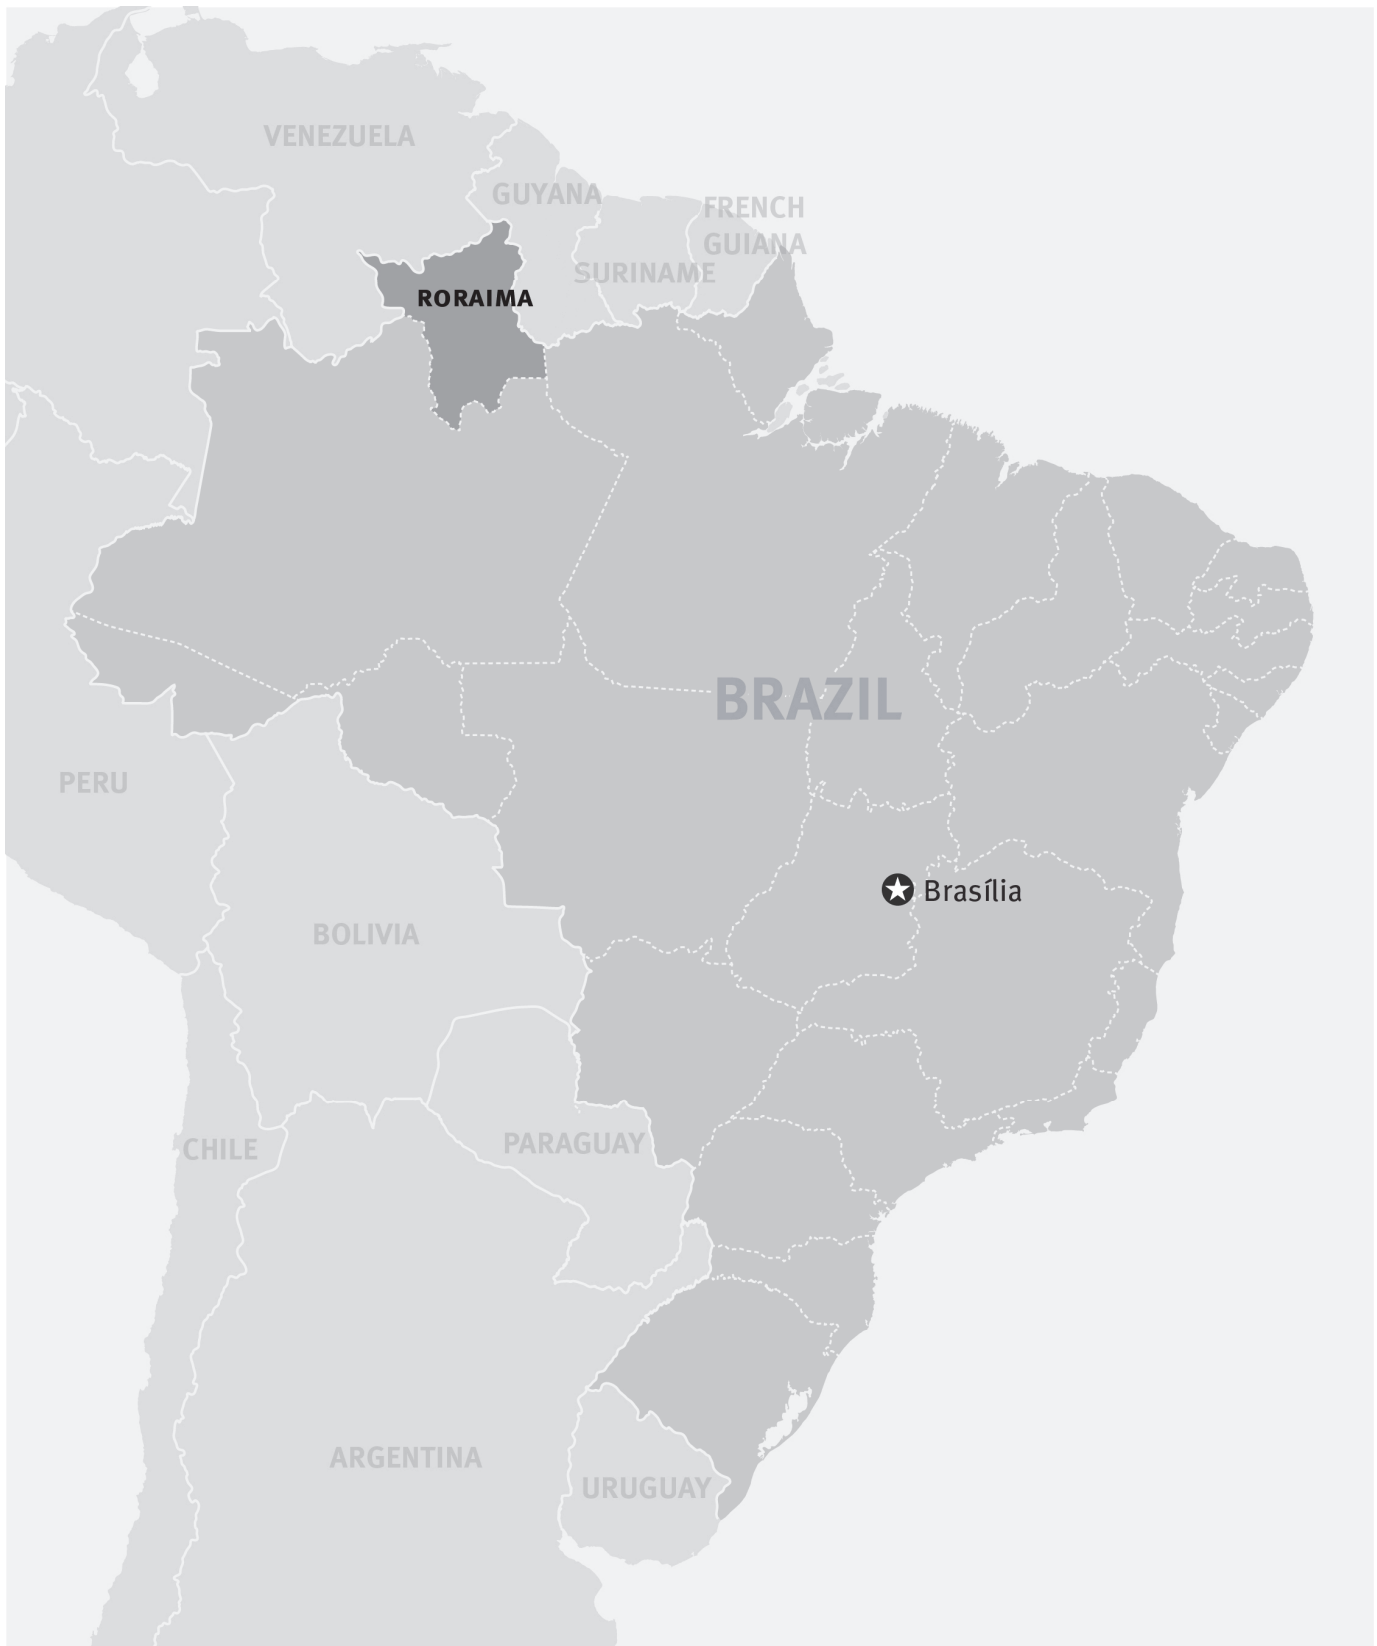 VENEZUELA
GUYANA
FRENCH
GUIANA
SURINAME
RORAIMA
BRAZIL
PERU
Brasília
BOLIVIA
PARAGUAY
CHILE
ARGENTINA
URUGUAY